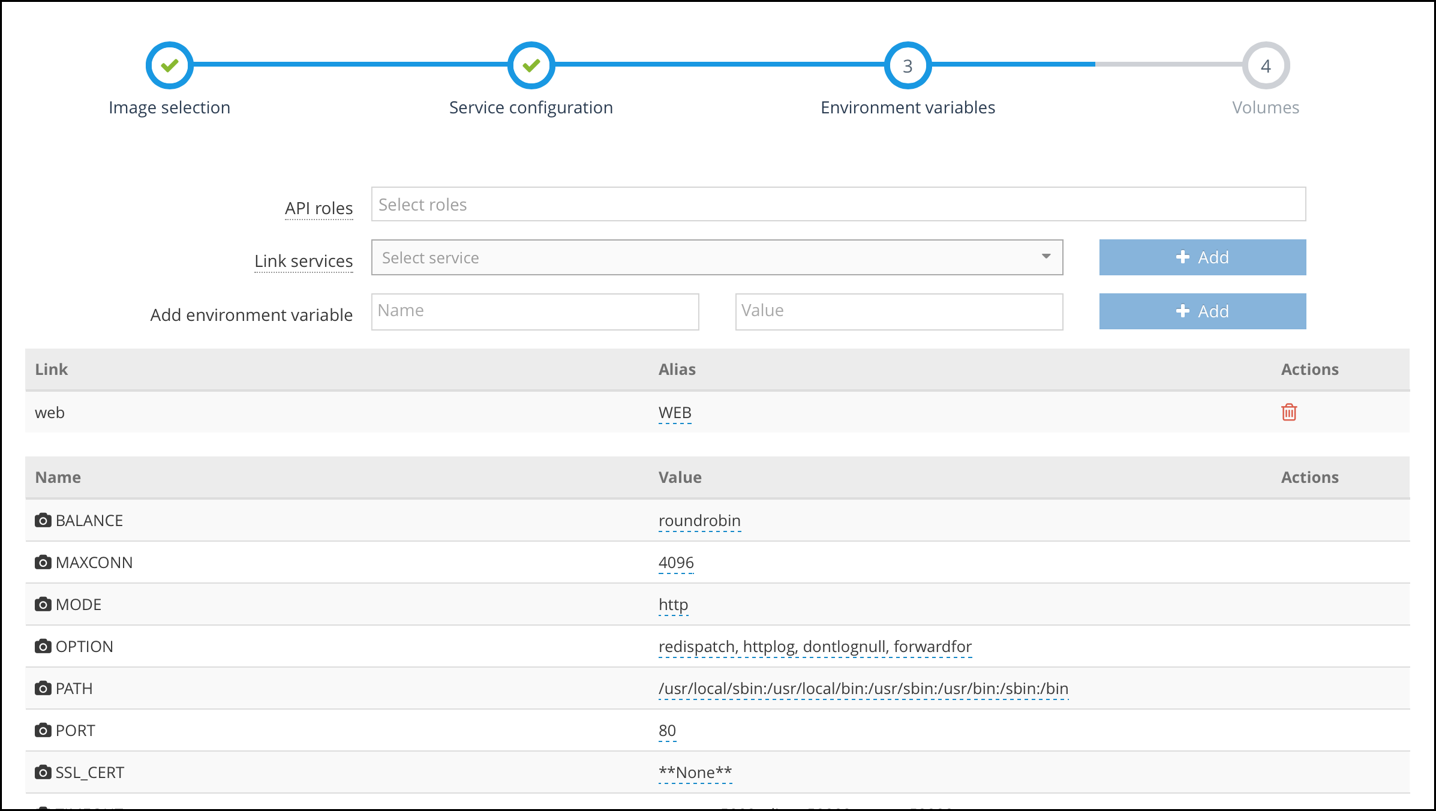 3 4
Image selection Service configuration Environment variables Volumes
API roles Select roles
Link services Select service Add
Add environment variable Name Value Add
Link Alias Actions
web WEB
Name Value Actions
BALANCE roundrobin
MAXCONN 4096
MODE http
OPTION redispatch, httplog, dontlognull, forwardfor
PATH /usr/local/sbin:/usr/local/bin:/usr/sbin:/usr/bin:/sbin:/bin
PORT 80
SSL_CERT **None**